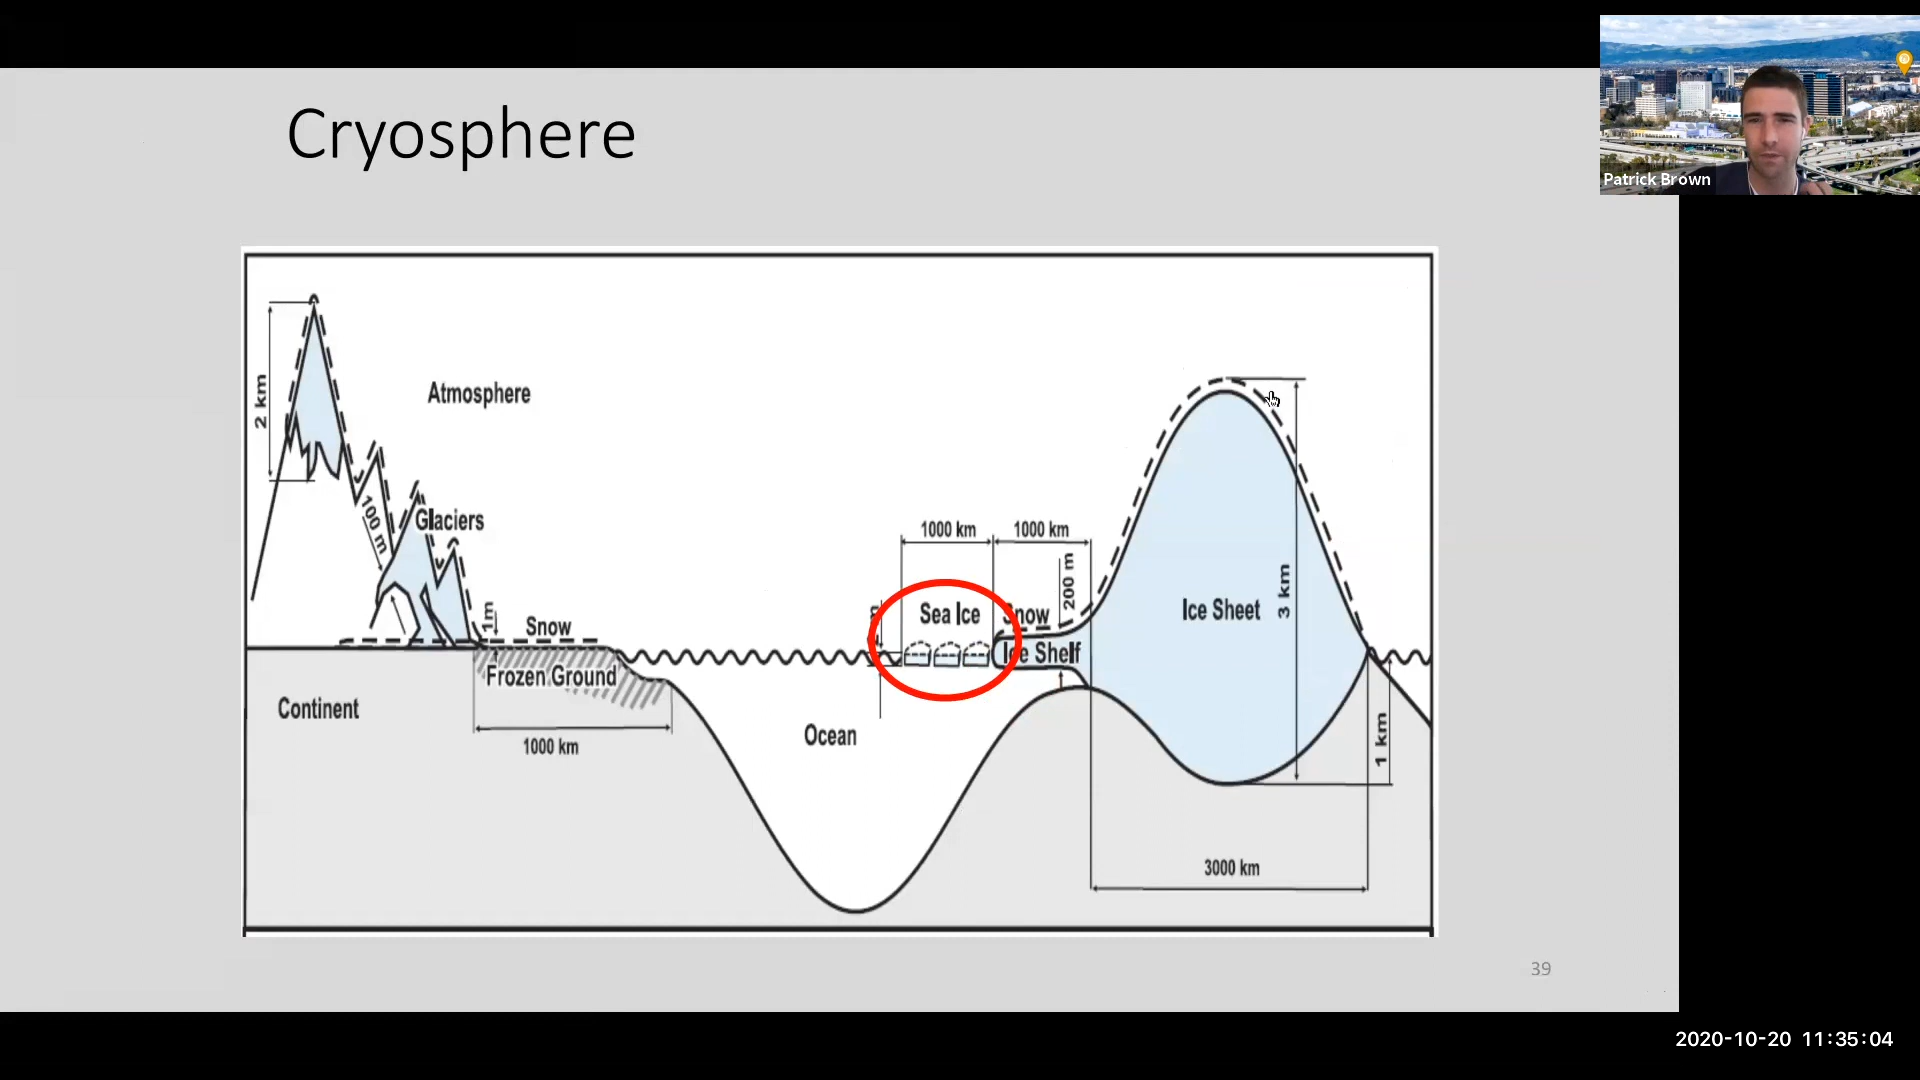 Cryosphere
Patrick Brown
2 km
Atmosphere
100 m
Glaciers
1m
Snow
Frozen Ground
Continent
1000 km
Ocean
1000 km
1000 km
200 m
Sea Ice
Snow
Ice Shelf
Ice Sheet
3 km
1 km
3000 km
39
2020-10-20 11:35:04